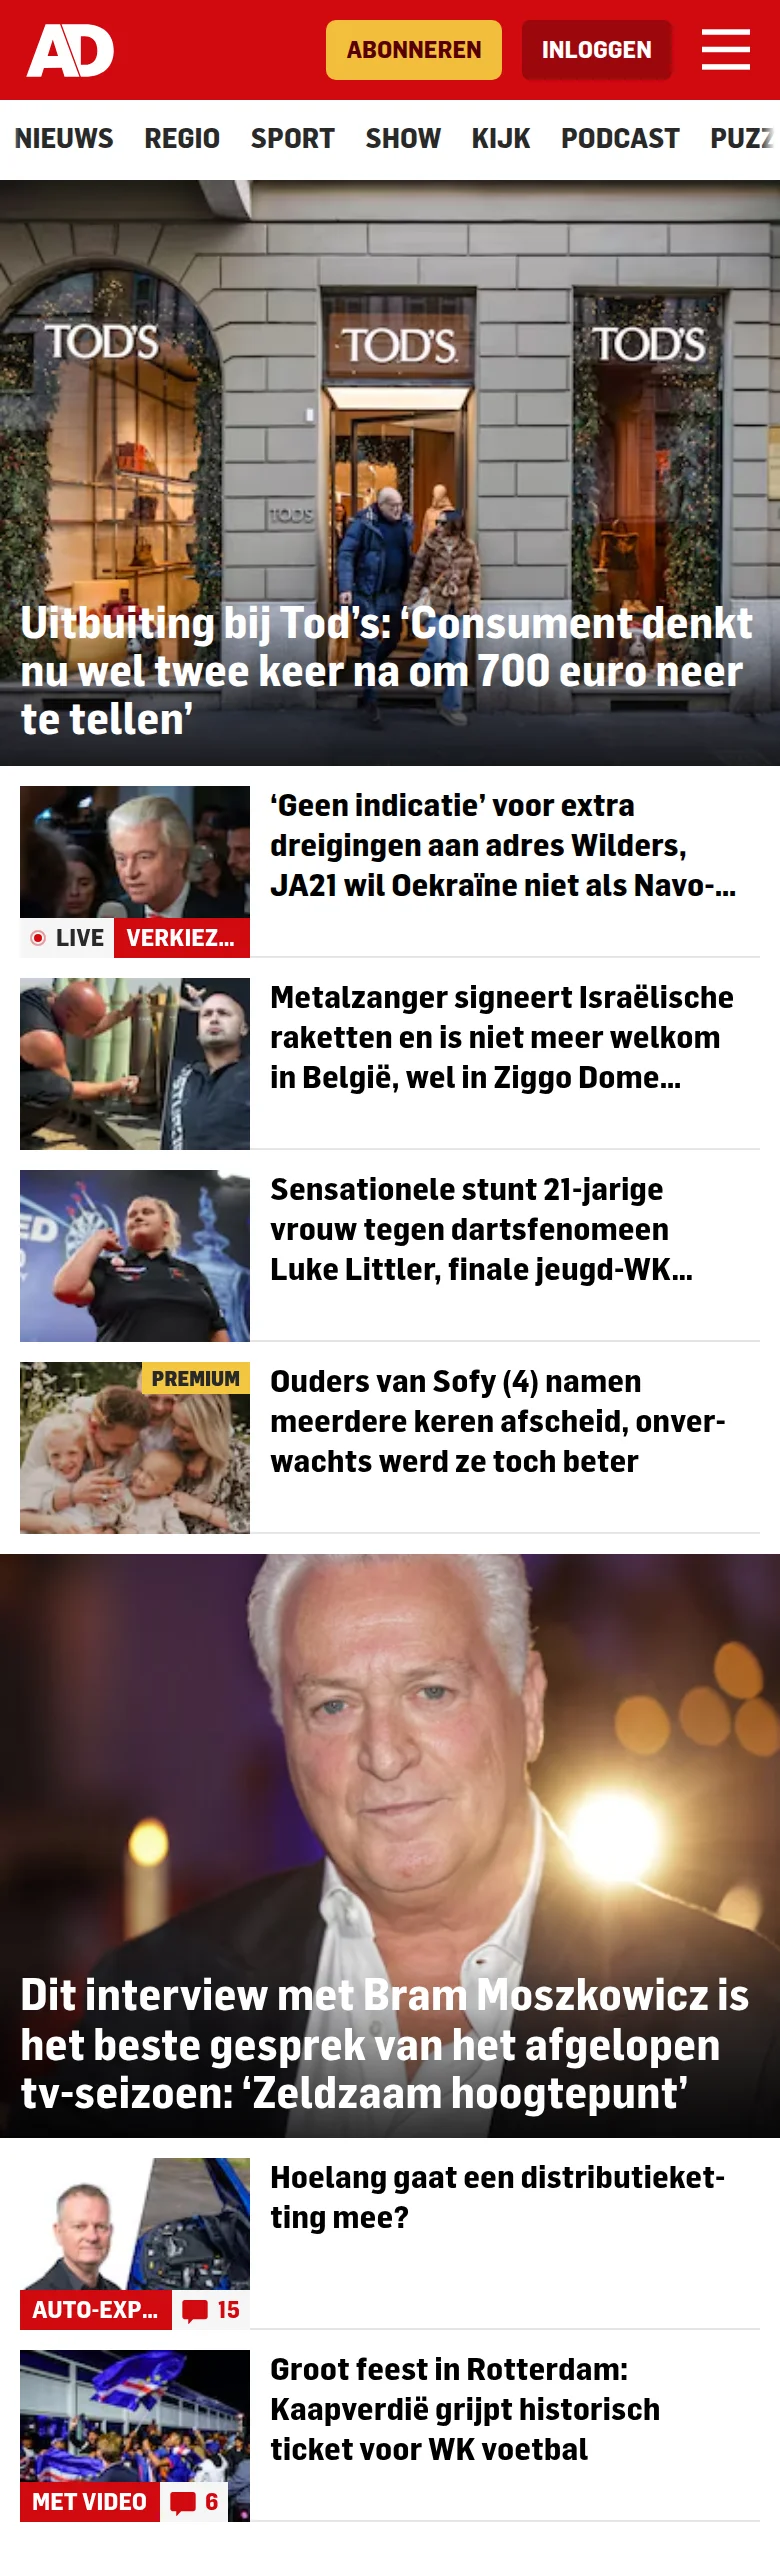 AD
ABONNEREN
INLOGGEN
NIEUWS REGIO SPORT SHOW KIJK PODCAST PUZZ
TOD'S
TOD'S
TOD'S
TOD'S
Uitbuiting bij Tod’s: ‘Consument denkt
nu wel twee keer na om 700 euro neer
te tellen’
‘Geen indicatie’ voor extra
dreigingen aan adres Wilders,
JA21 wil Oekraïne niet als Navo-...
LIVE VERKIEZ...
Metalzanger signeert Israëlische
raketten en is niet meer welkom
in België, wel in Ziggo Dome...
Sensationele stunt 21-jarige
vrouw tegen dartsfenomeen
Luke Littler, finale jeugd-WK...
PREMIUM
Ouders van Sofy (4) namen
meerdere keren afscheid, onver-
wachts werd ze toch beter
Dit interview met Bram Moszkowicz is
het beste gesprek van het afgelopen
tv-seizoen: ‘Zeldzaam hoogtepunt’
Hoelang gaat een distributieket-
ting mee?
AUTO-EXP... 15
Groot feest in Rotterdam:
Kaapverdië grijpt historisch
ticket voor WK voetbal
MET VIDEO 6